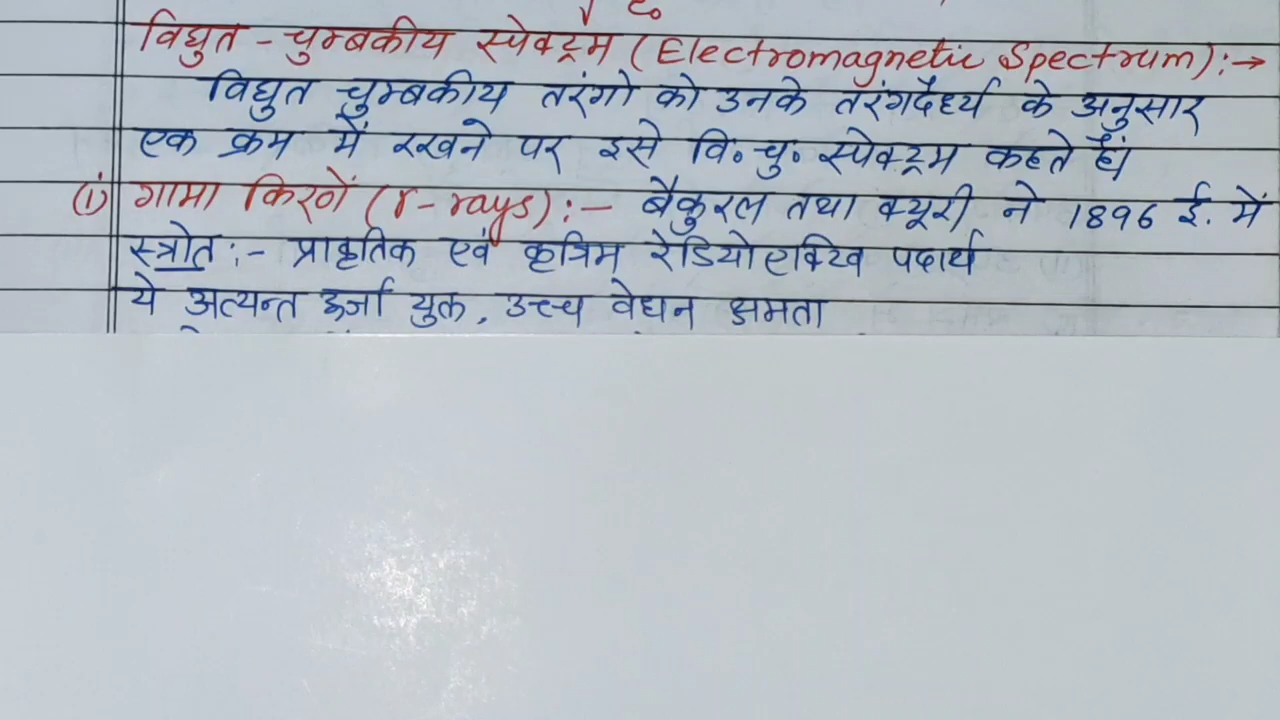 विद्युत - चुम्बकीय स्पेक्ट्रम (Electromagnetic Spectrum):→
विद्युत चुम्बकीय तरंगो को उनके तरंगदैर्ध्य के अनुसार
एक क्रम में रखने पर इसे वि॰ चु॰ स्पेक्ट्रम कहते हैं
(i) गामा किरणें (γ-rays):- बैकुरल तथा क्यूरी ने 1896 ई. में
स्त्रोत :- प्राकृतिक एवं कृत्रिम रेडियोएक्टिव पदार्थ
ये अत्यन्त ऊर्जा युक्त, उच्च वेधन क्षमता